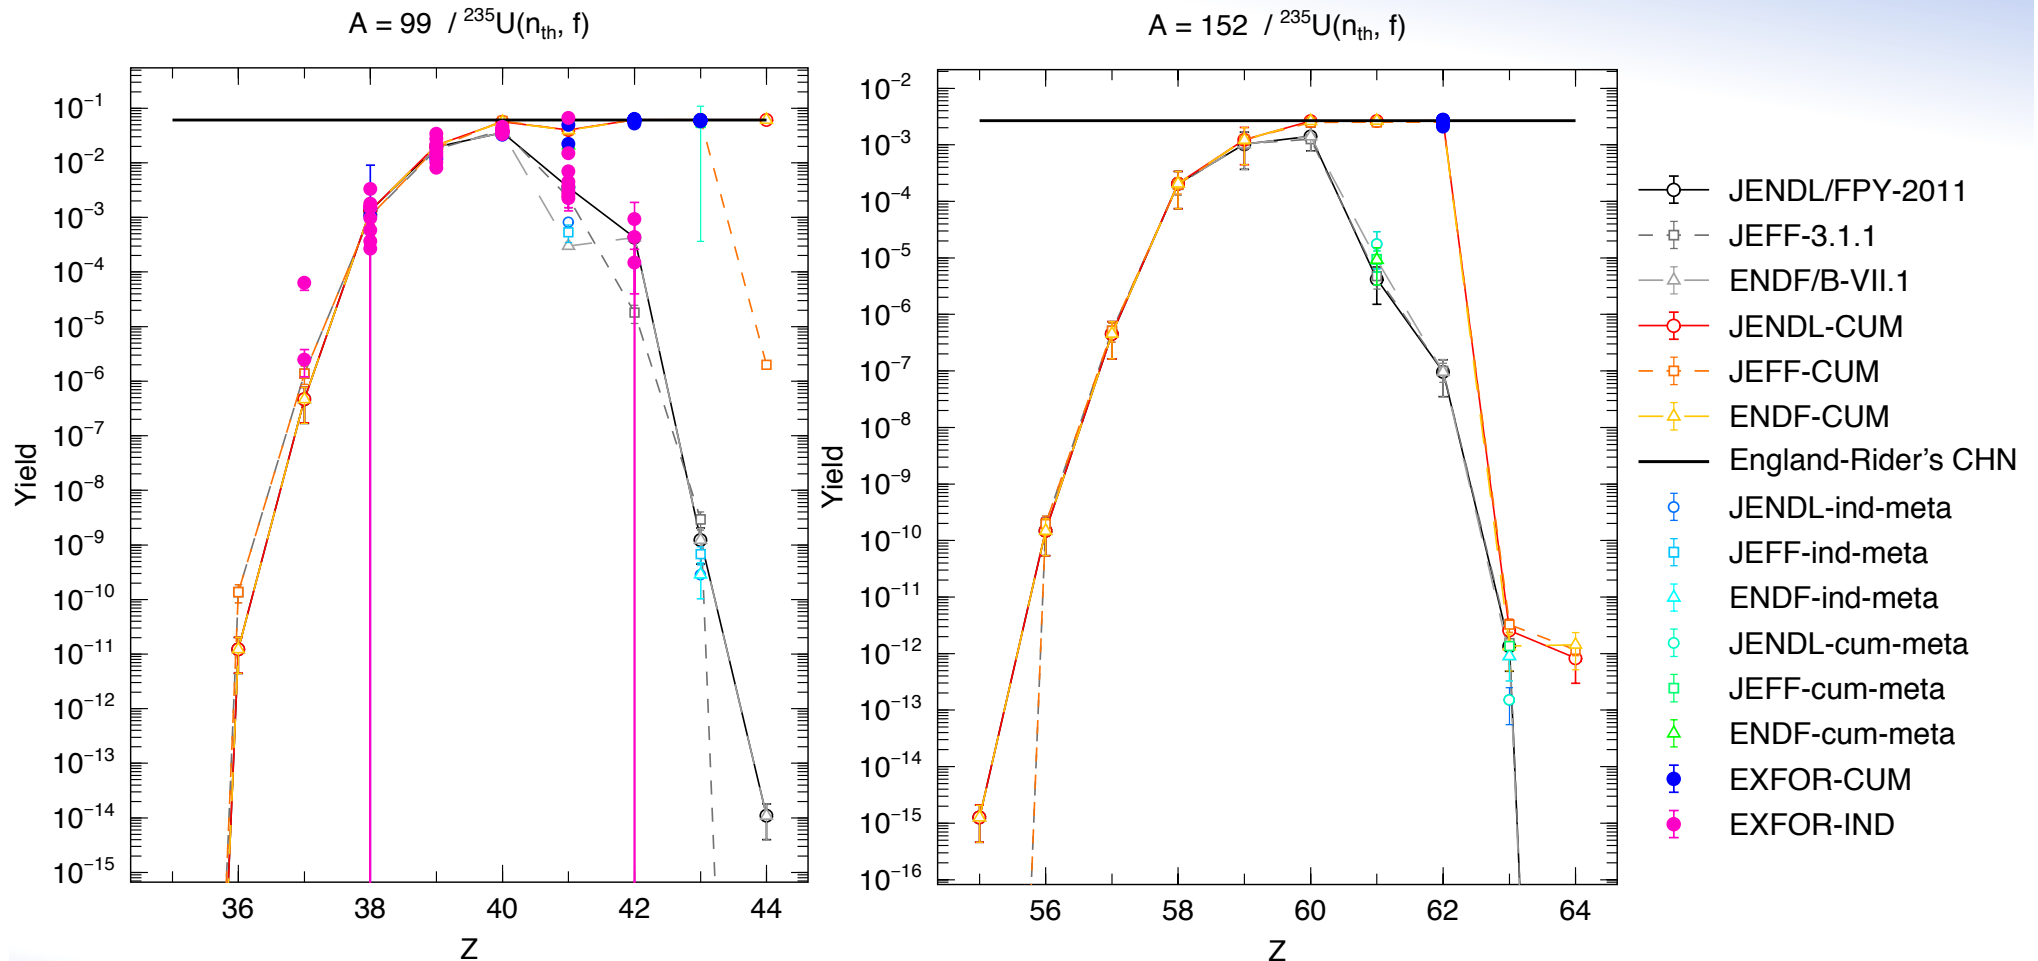 A = 99 / ²³⁵U(nₜₕ, f)
10⁻¹
10⁻²
10⁻³
10⁻⁴
10⁻⁵
10⁻⁶
10⁻⁷
10⁻⁸
10⁻⁹
10⁻¹⁰
10⁻¹¹
10⁻¹²
10⁻¹³
10⁻¹⁴
10⁻¹⁵
Yield
36 38 40 42 44
Z
A = 152 / ²³⁵U(nₜₕ, f)
10⁻²
10⁻³
10⁻⁴
10⁻⁵
10⁻⁶
10⁻⁷
10⁻⁸
10⁻⁹
10⁻¹⁰
10⁻¹¹
10⁻¹²
10⁻¹³
10⁻¹⁴
10⁻¹⁵
10⁻¹⁶
Yield
56 58 60 62 64
Z
JENDL/FPY-2011
JEFF-3.1.1
ENDF/B-VII.1
JENDL-CUM
JEFF-CUM
ENDF-CUM
England-Rider's CHN
JENDL-ind-meta
JEFF-ind-meta
ENDF-ind-meta
JENDL-cum-meta
JEFF-cum-meta
ENDF-cum-meta
EXFOR-CUM
EXFOR-IND